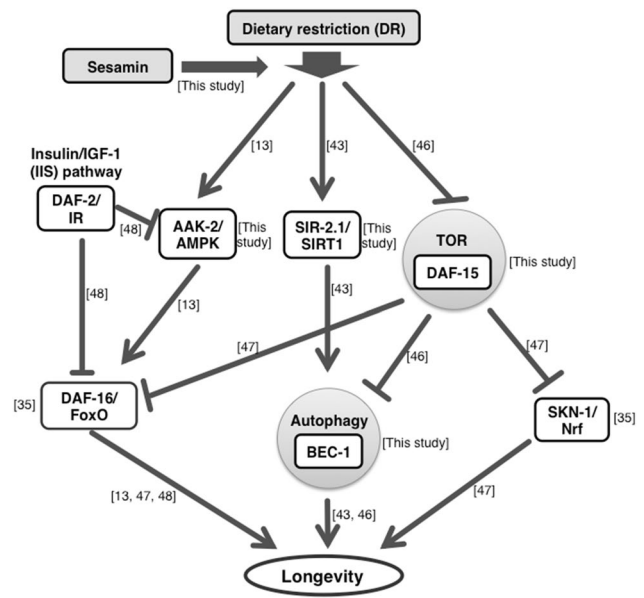 Dietary restriction (DR)
Sesamin
[This study]
[13]
[43]
[46]
Insulin/IGF-1
(IIS) pathway
DAF-2/
IR
[48]
AAK-2/
AMPK
[This
study]
SIR-2.1/
SIRT1
[This
study]
TOR
DAF-15
[This study]
[48]
[13]
[43]
[47]
[46]
[47]
[35]
DAF-16/
FoxO
Autophagy
BEC-1
[This study]
SKN-1/
Nrf
[35]
[13, 47, 48]
[43, 46]
[47]
Longevity